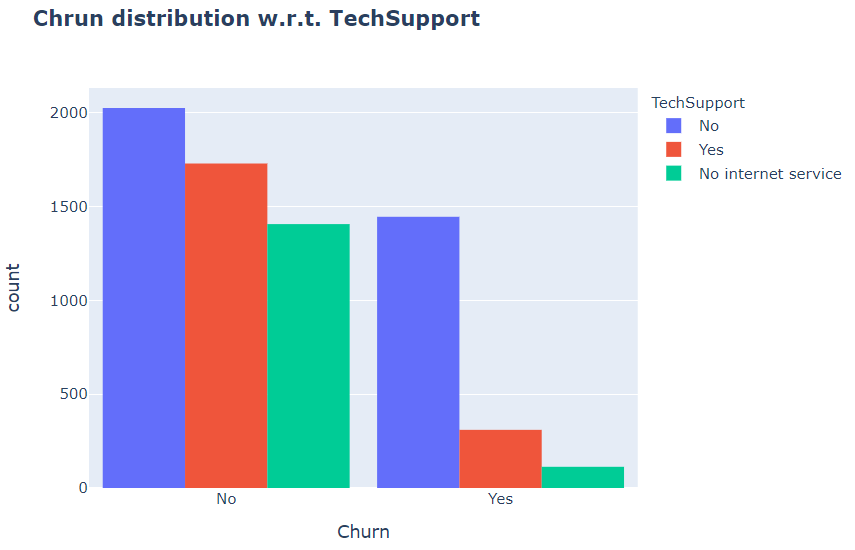 Chrun distribution w.r.t. TechSupport
TechSupport
No
Yes
No internet service
2000
1500
1000
500
0
count
No
Yes
Churn